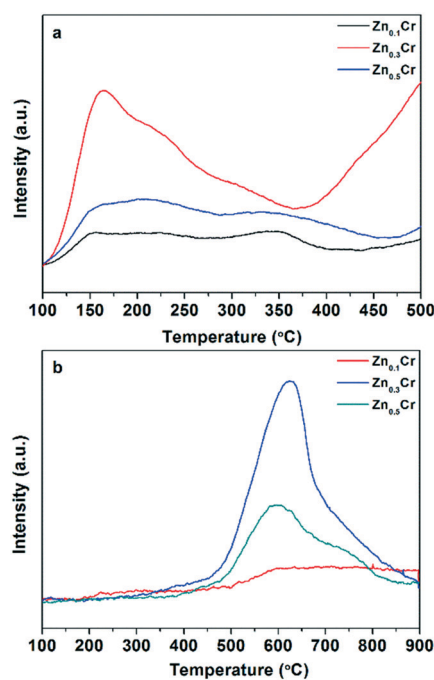 a
Zn0.1Cr
Zn0.3Cr
Zn0.5Cr
Intensity (a.u.)
100 150 200 250 300 350 400 450 500
Temperature (°C)
b
Zn0.1Cr
Zn0.3Cr
Zn0.5Cr
Intensity (a.u.)
100 200 300 400 500 600 700 800 900
Temperature (°C)